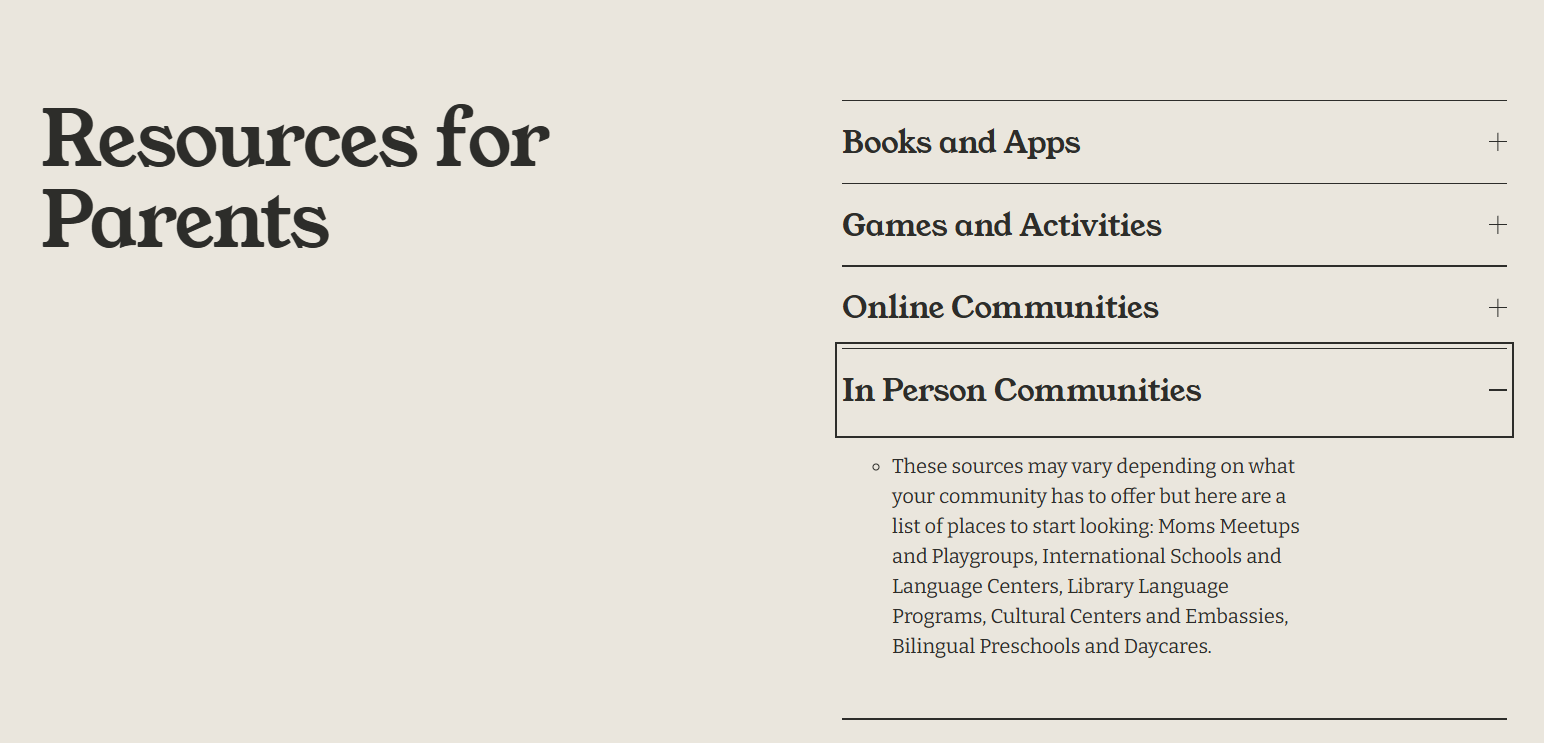 Resources for
Parents
Books and Apps
Games and Activities
Online Communities
In Person Communities
These sources may vary depending on what
your community has to offer but here are a
list of places to start looking: Moms Meetups
and Playgroups, International Schools and
Language Centers, Library Language
Programs, Cultural Centers and Embassies,
Bilingual Preschools and Daycares.